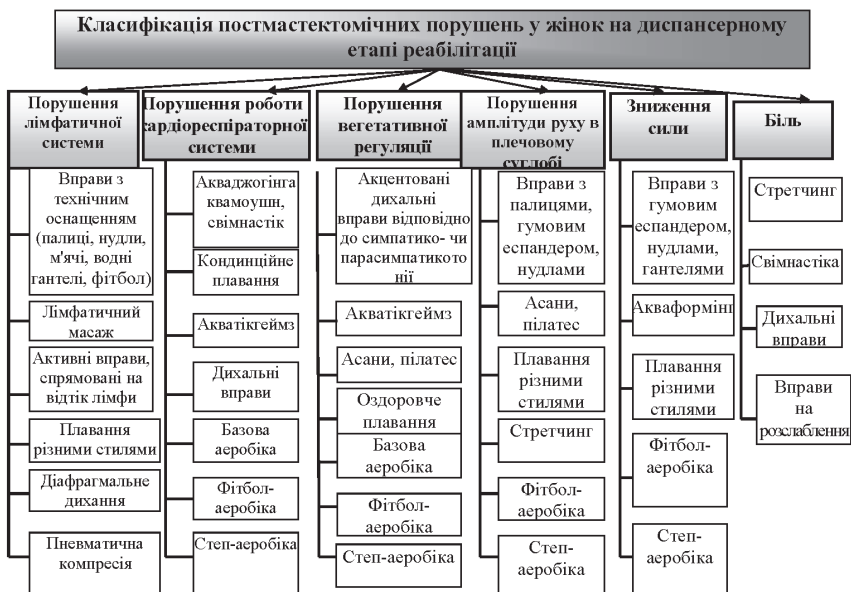 Класифікація постмастектомічних порушень у жінок на диспансерному
етапі реабілітації
Порушення
лімфатичної
системи
Вправи з
технічним
оснащенням
(палиці, нудли,
м'ячі, водні
гантелі, фітбол)
Лімфатичний
масаж
Активні вправи,
спрямовані на
відтік лімфи
Плавання
різними стилями
Діафрагмальне
дихання
Пневматична
компресія
Порушення роботи
кардіореспіраторної
системи
Акваджогінга
квамоушн,
свімнастік
Кондинційне
плавання
Акватікгеймз
Дихальні
вправи
Базова
аеробіка
Фітбол-
аеробіка
Степ-аеробіка
Порушення
вегетативної
регуляції
Акцентовані
дихальні
вправи відповідно
до симпатико- чи
парасимпатикото
нії
Акватікгеймз
Асани, пілатес
Оздоровче
плавання
Базова
аеробіка
Фітбол-
аеробіка
Степ-аеробіка
Порушення
амплітуди руху в
плечовому
суглобі
Вправи з
палицями,
гумовим
еспандером,
нудлами
Асани,
пілатес
Плавання
різними
стилями
Стретчинг
Фітбол-
аеробіка
Степ-
аеробіка
Зниження
сили
Вправи з
гумовим
еспандером,
нудлами,
гантелями
Акваформінг
Плавання
різними
стилями
Фітбол-
аеробіка
Степ-
аеробіка
Біль
Стретчинг
Свімнастіка
Дихальні
вправи
Вправи
на
розслаблення